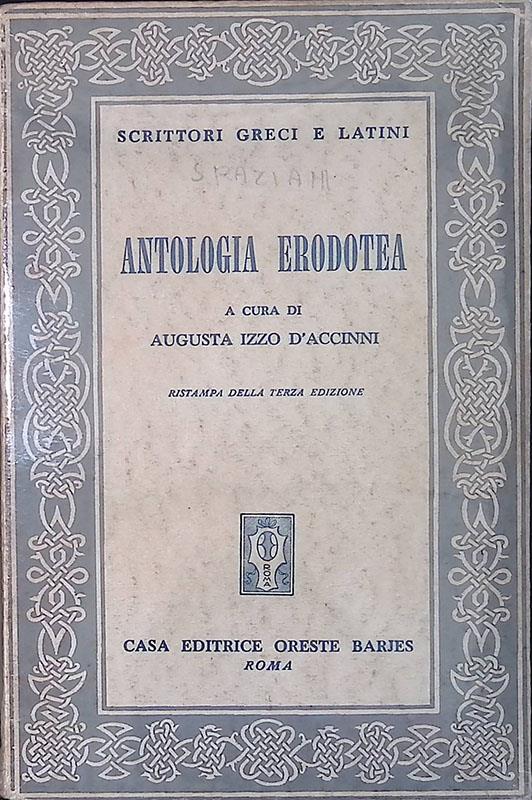 SCRITTORI GRECI E LATINI
SPAZIANI
ANTOLOGIA ERODOTEA
A CURA DI
AUGUSTA IZZO D'ACCINNI
RISTAMPA DELLA TERZA EDIZIONE
ROMA
CASA EDITRICE ORESTE BARJES
ROMA